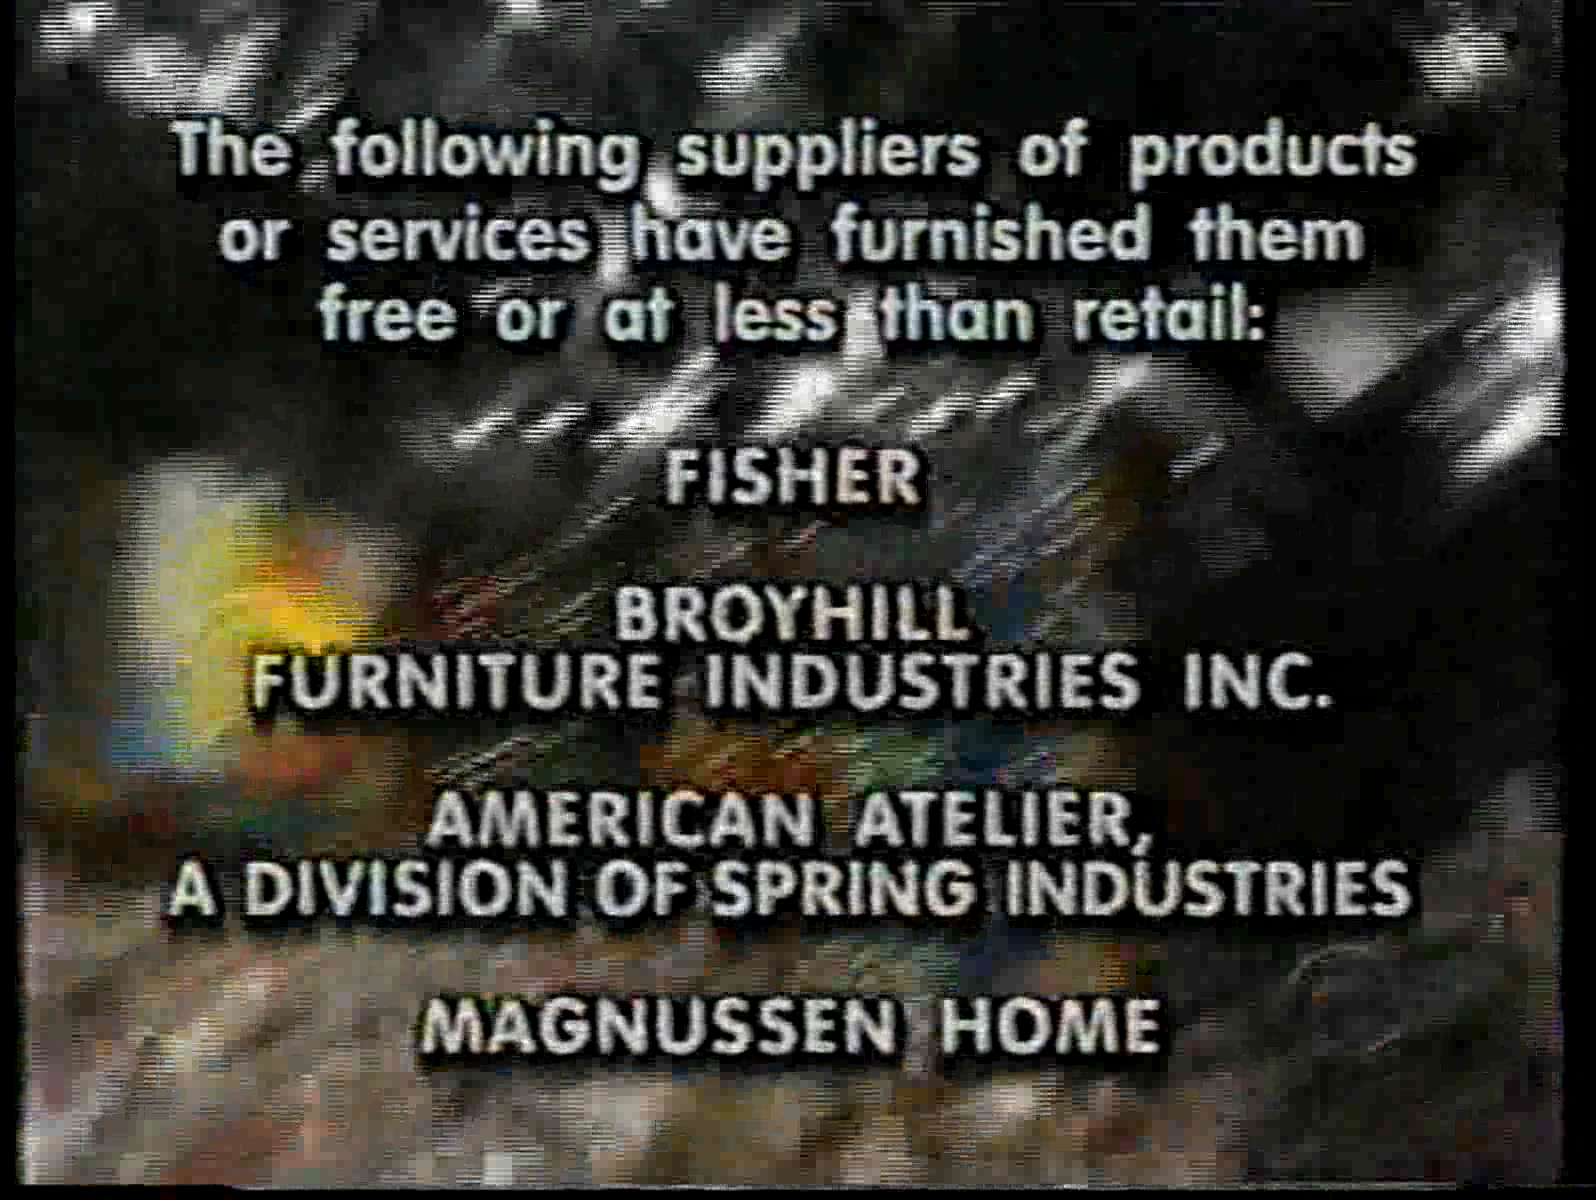 The following suppliers of products
or services have furnished them
free or at less than retail:
FISHER
BROYHILL
FURNITURE INDUSTRIES INC.
AMERICAN ATELIER,
A DIVISION OF SPRING INDUSTRIES
MAGNUSSEN HOME